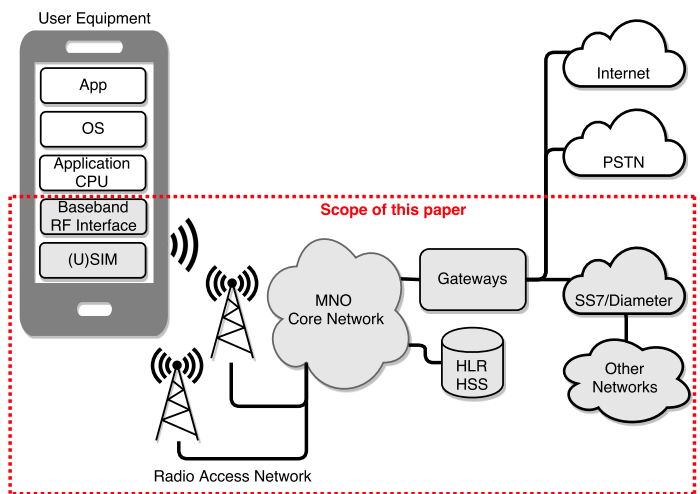 User Equipment
App
OS
Application
CPU
Baseband
RF Interface
(U)SIM
Scope of this paper
Internet
PSTN
MNO
Core Network
Gateways
SS7/Diameter
HLR
HSS
Other
Networks
Radio Access Network